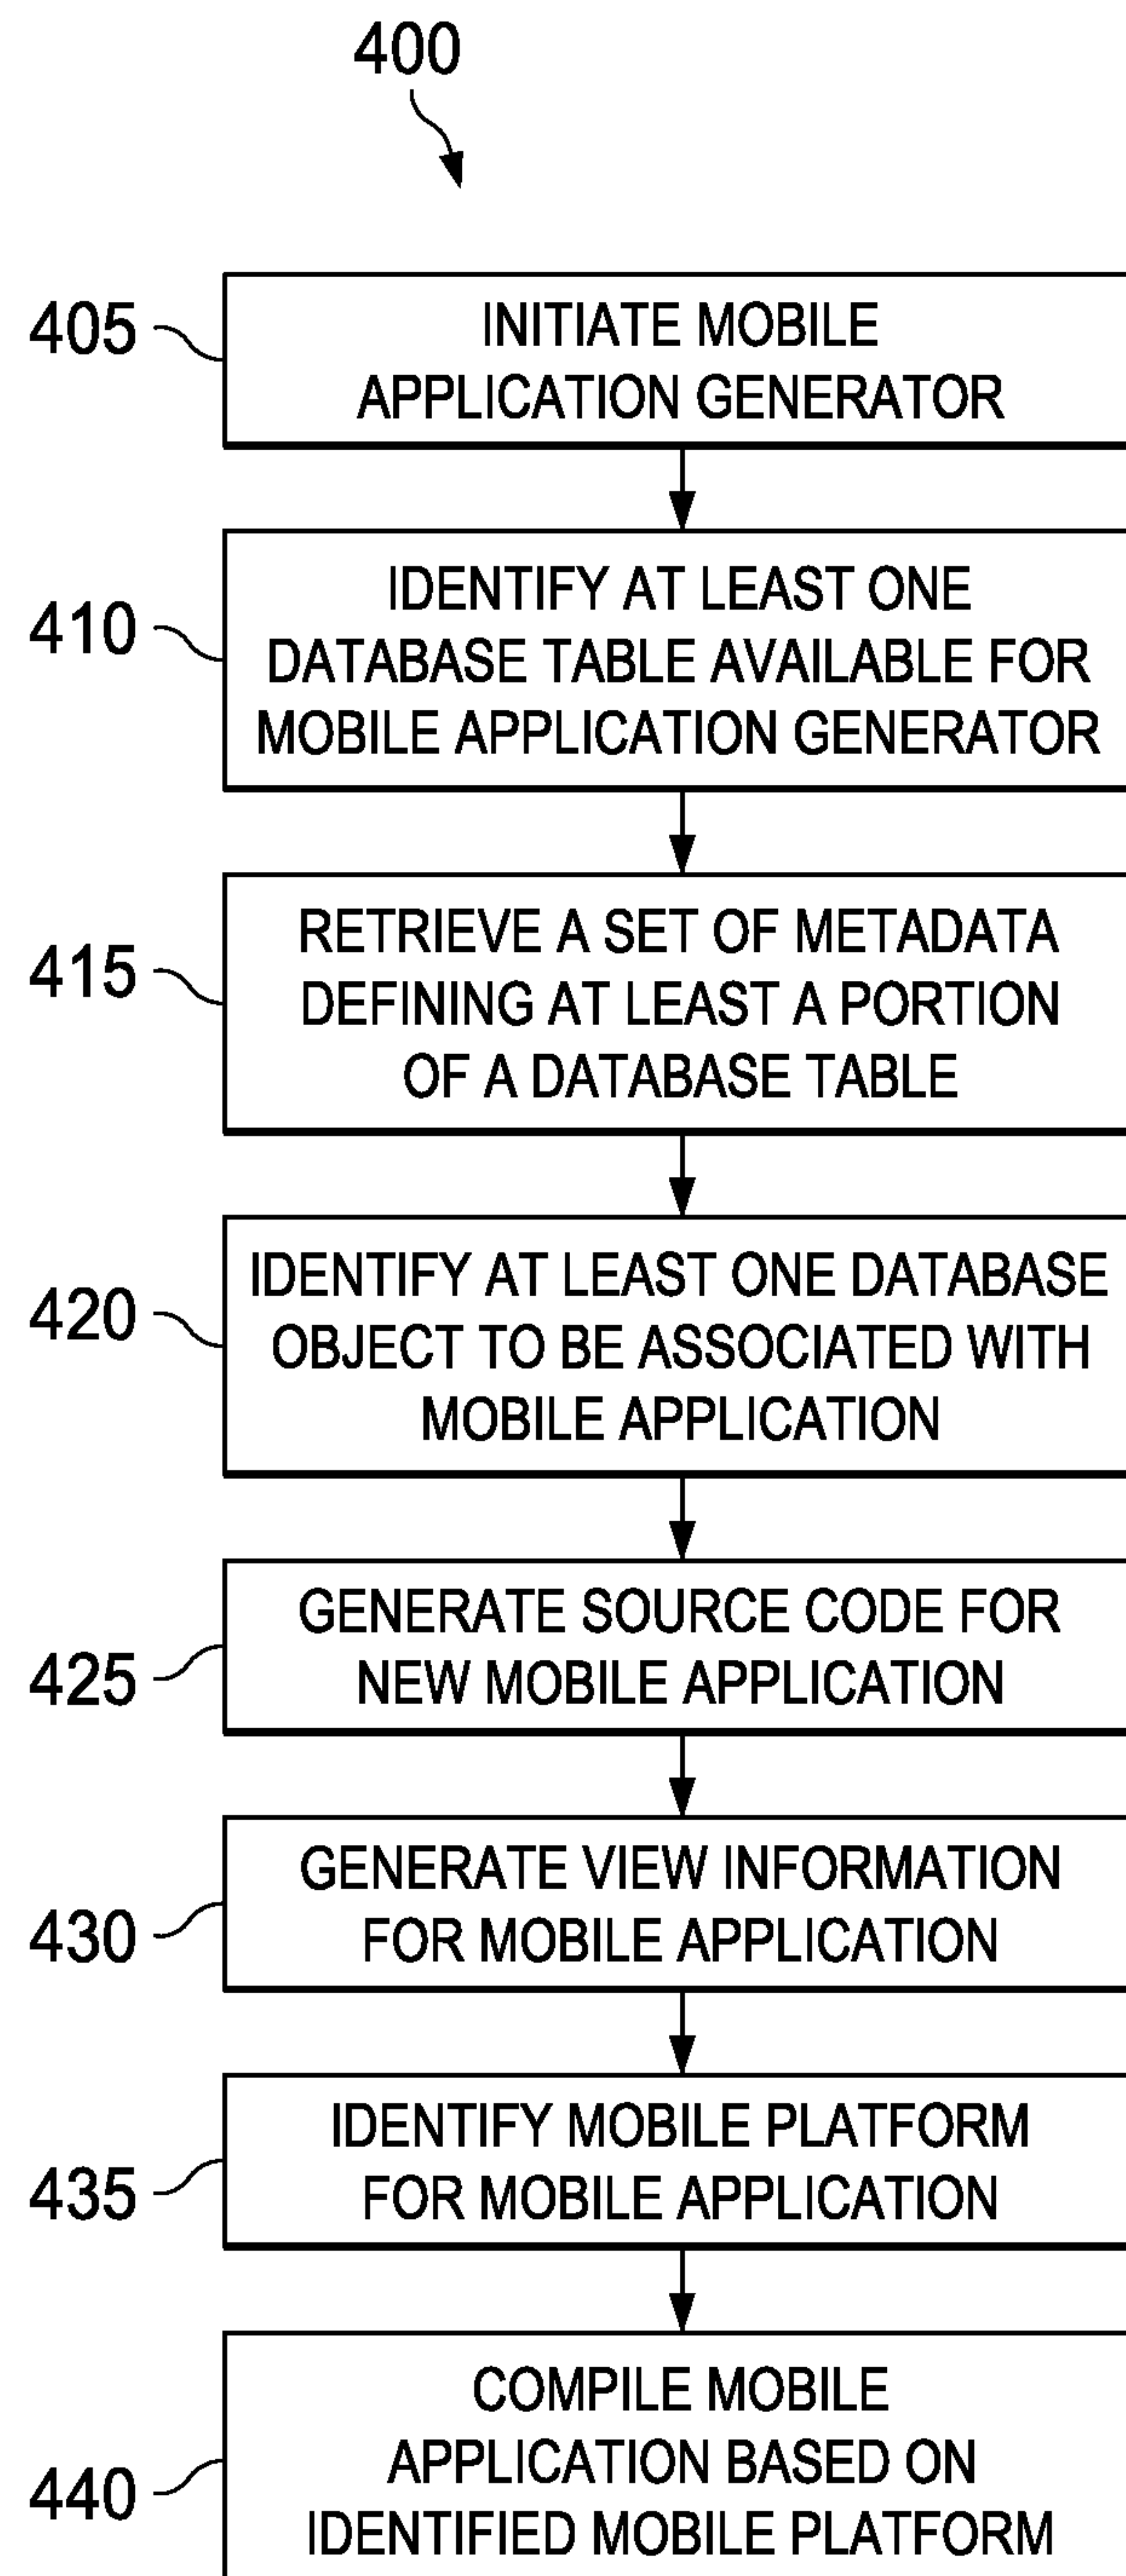 400
405
INITIATE MOBILE
APPLICATION GENERATOR
410
IDENTIFY AT LEAST ONE
DATABASE TABLE AVAILABLE FOR
MOBILE APPLICATION GENERATOR
415
RETRIEVE A SET OF METADATA
DEFINING AT LEAST A PORTION
OF A DATABASE TABLE
420
IDENTIFY AT LEAST ONE DATABASE
OBJECT TO BE ASSOCIATED WITH
MOBILE APPLICATION
425
GENERATE SOURCE CODE FOR
NEW MOBILE APPLICATION
430
GENERATE VIEW INFORMATION
FOR MOBILE APPLICATION
435
IDENTIFY MOBILE PLATFORM
FOR MOBILE APPLICATION
440
COMPILE MOBILE
APPLICATION BASED ON
IDENTIFIED MOBILE PLATFORM